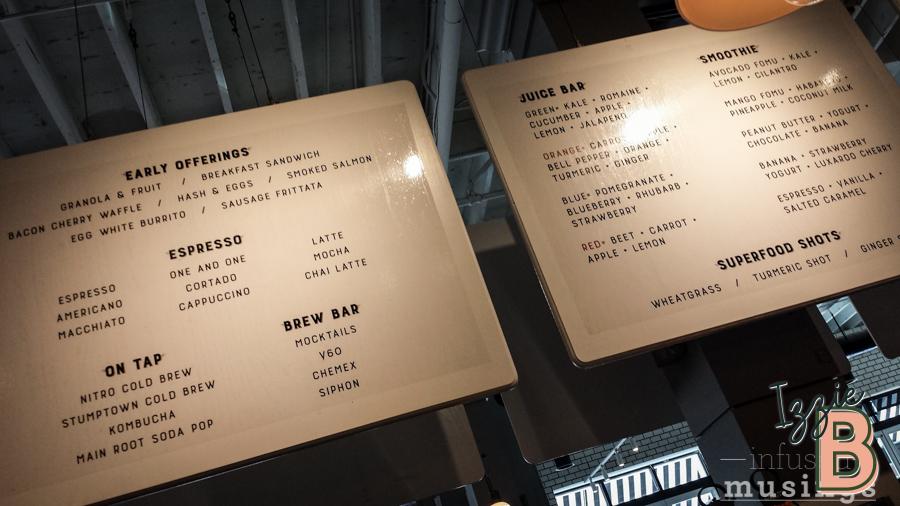 EARLY OFFERINGS
GRANOLA & FRUIT / BREAKFAST SANDWICH
BACON CHERRY WAFFLE / HASH & EGGS / SMOKED SALMON
EGG WHITE BURRITO / SAUSAGE FRITTATA
ESPRESSO
ESPRESSO
AMERICANO
MACCHIATO
ONE AND ONE
CORTADO
CAPPUCCINO
LATTE
MOCHA
CHAI LATTE
ON TAP
NITRO COLD BREW
STUMPTOWN COLD BREW
KOMBUCHA
MAIN ROOT SODA POP
BREW BAR
MOCKTAILS
V60
CHEMEX
SIPHON
JUICE BAR
GREEN• KALE • ROMAINE •
CUCUMBER • APPLE •
LEMON • JALAPENO
ORANGE•
BELL PEPPER • ORANGE •
TURMERIC • GINGER
BLUE• POMEGRANATE •
BLUEBERRY • RHUBARB •
STRAWBERRY
RED• BEET • CARROT •
APPLE • LEMON
SMOOTHIE
AVOCADO FOMU • KALE •
LEMON • CILANTRO
MANGO FOMU •
PINEAPPLE • COCONUT MILK
PEANUT BUTTER • YOGURT •
CHOCOLATE • BANANA
BANANA • STRAWBERRY
YOGURT • LUXARDO CHERRY
ESPRESSO • VANILLA •
SALTED CARAMEL
SUPERFOOD SHOTS
WHEATGRASS / TURMERIC SHOT / GINGER
Izzie
B
musings